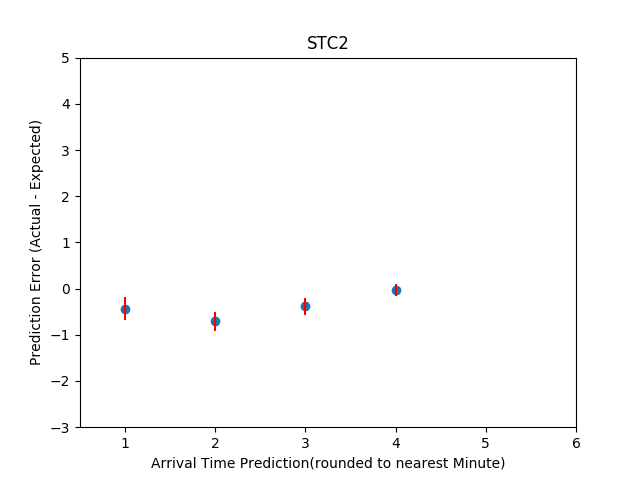 STC2
5
4
3
2
1
0
−1
−2
−3
Prediction Error (Actual - Expected)
1 2 3 4 5 6
Arrival Time Prediction(rounded to nearest Minute)